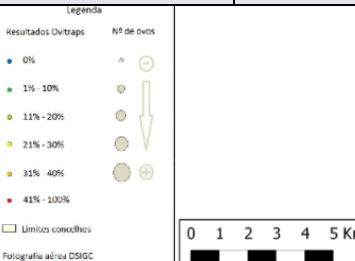 Legenda
Resultados Ovitraps Nº de ovos
0%
1% - 10%
11% - 20%
21% - 30%
31% 40%
41% - 100%
Limites concelhos
Fotografia aérea DSIGC
0 1 2 3 4 5 K